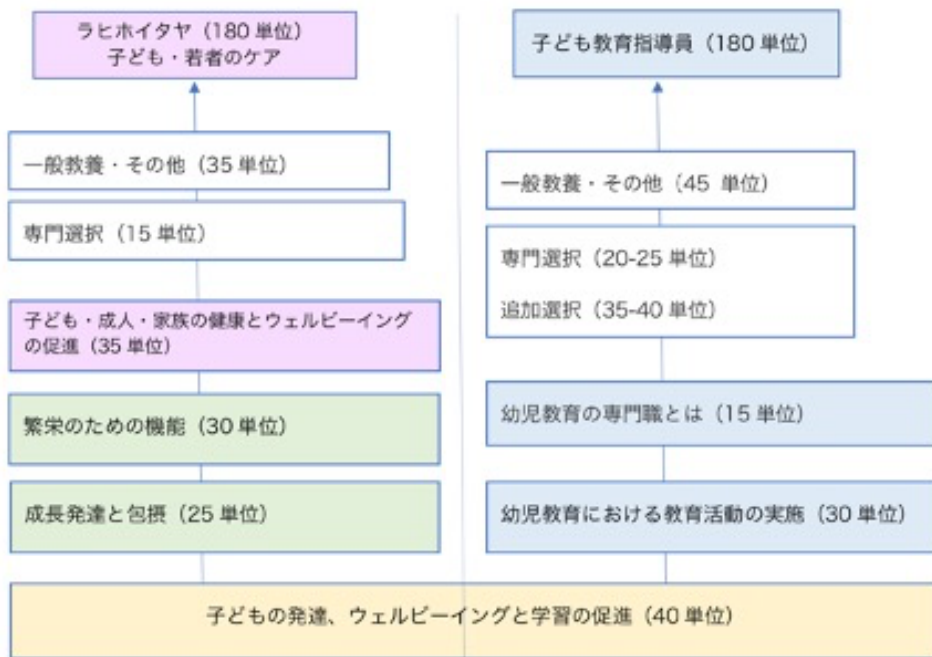 ラヒホイタヤ（180 単位）
子ども・若者のケア
一般教養・その他（35 単位）
専門選択（15 単位）
子ども・成人・家族の健康とウェルビーイング
の促進（35 単位）
繁栄のための機能（30 単位）
成長発達と包摂（25 単位）
子ども教育指導員（180 単位）
一般教養・その他（45 単位）
専門選択（20-25 単位）
追加選択（35-40 単位）
幼児教育の専門職とは（15 単位）
幼児教育における教育活動の実施（30 単位）
子どもの発達、ウェルビーイングと学習の促進（40 単位）